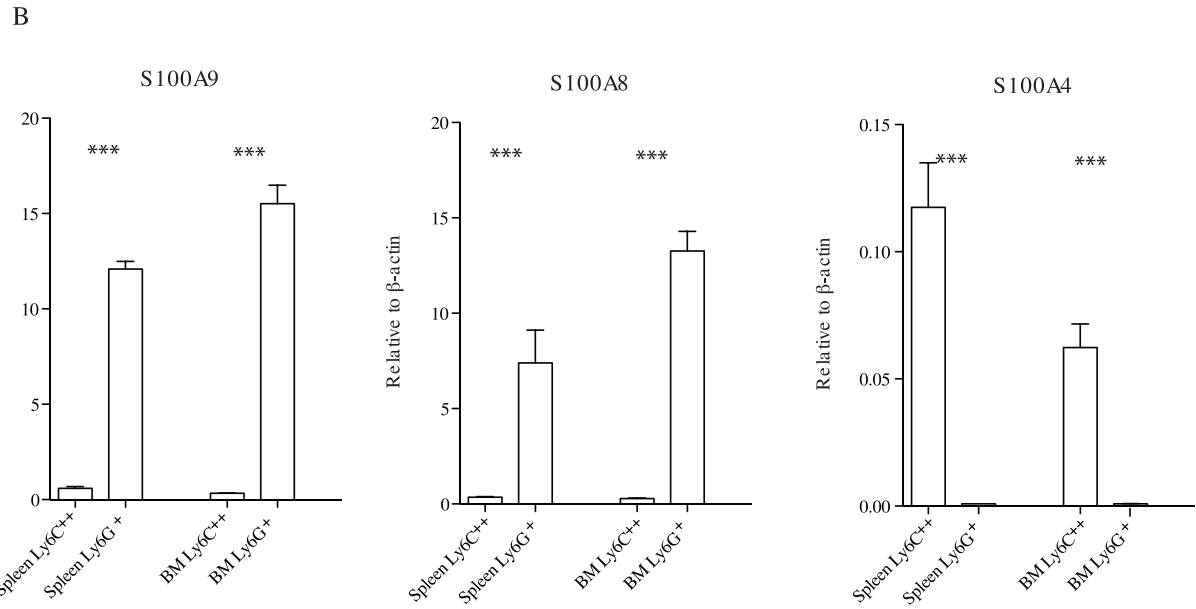 B
S100A9
20
15
10
5
0
***
***
Spleen Ly6C++
Spleen Ly6G +
BM Ly6C++
BM Ly6G +
S100A8
Relative to β-actin
20
15
10
5
0
***
***
Spleen Ly6C++
Spleen Ly6G +
BM Ly6C++
BM Ly6G +
S100A4
Relative to β-actin
0.15
0.10
0.05
0.00
***
***
Spleen Ly6C++
Spleen Ly6G +
BM Ly6C++
BM Ly6G +